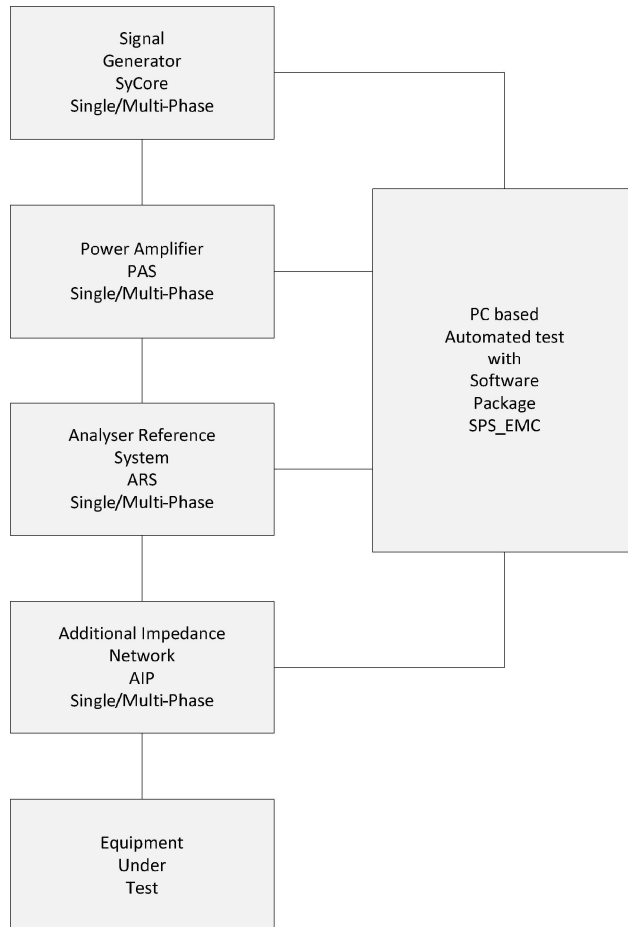 Signal
Generator
SyCore
Single/Multi-Phase
Power Amplifier
PAS
Single/Multi-Phase
PC based
Automated test
with
Software
Package
SPS_EMC
Analyser Reference
System
ARS
Single/Multi-Phase
Additional Impedance
Network
AIP
Single/Multi-Phase
Equipment
Under
Test